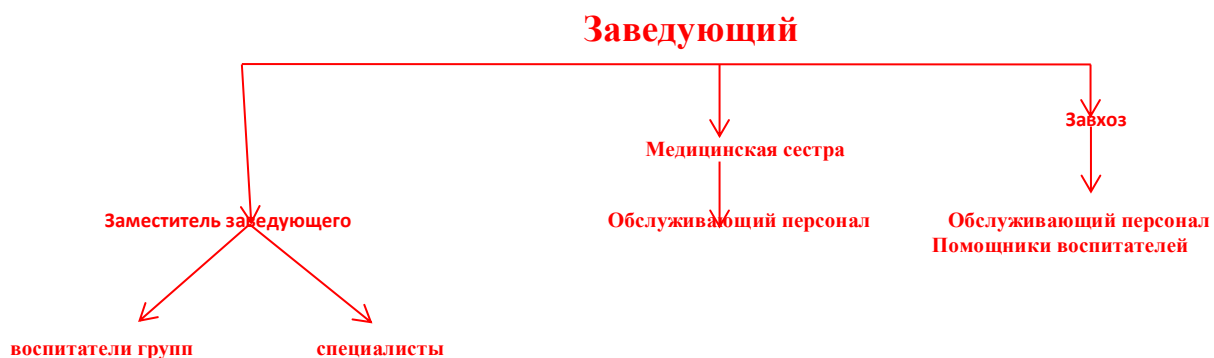 Заведующий
Завхоз
Медицинская сестра
Заместитель заведующего
Обслуживающий персонал
Обслуживающий персонал
Помощники воспитателей
воспитатели групп
специалисты